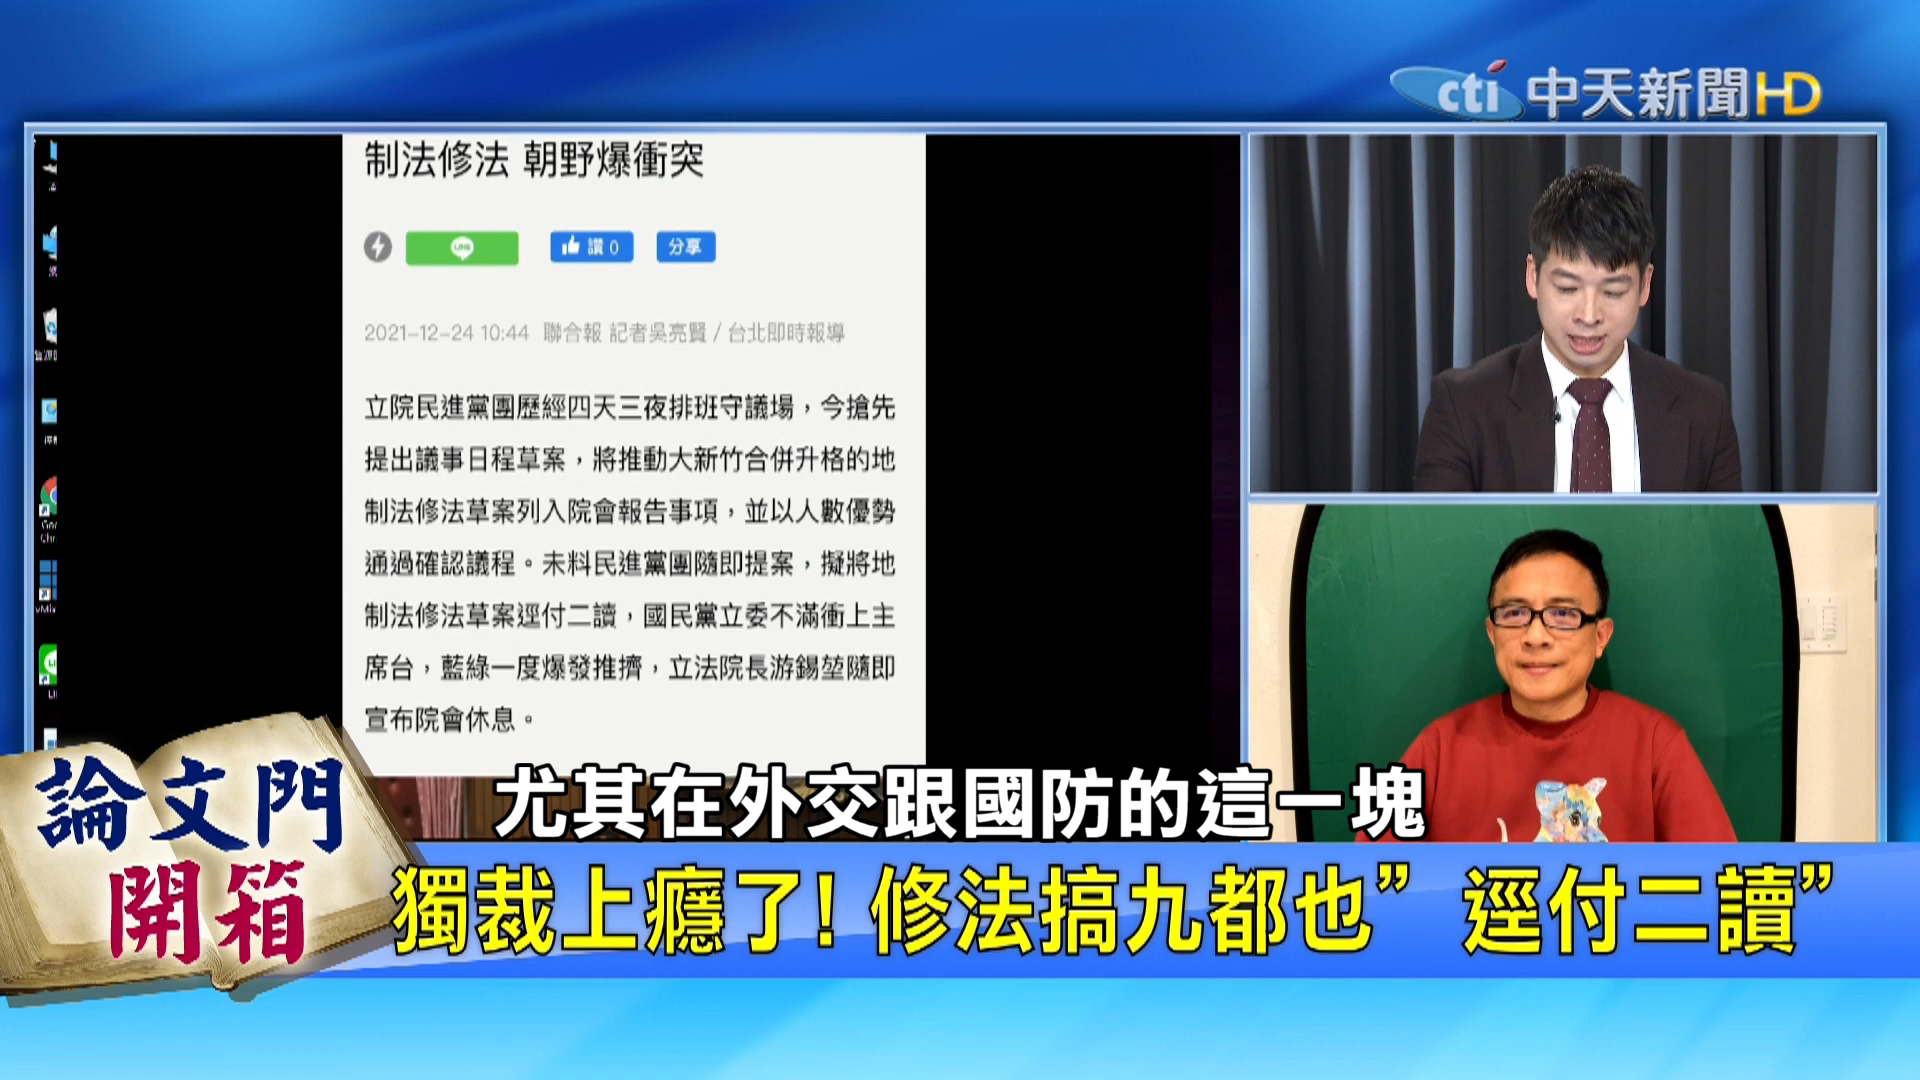 cti 中天新聞HD
制法修法 朝野爆衝突
LINE
讚 0
分享
2021-12-24 10:44 聯合報 記者吳亮賢 / 台北即時報導
立院民進黨團歷經四天三夜排班守議場，今搶先
提出議事日程草案，將推動大新竹合併升格的地
制法修法草案列入院會報告事項，並以人數優勢
通過確認議程。未料民進黨團隨即提案，擬將地
制法修法草案逕付二讀，國民黨立委不滿衝上主
席台，藍綠一度爆發推擠，立法院長游錫堃隨即
宣布院會休息。
尤其在外交跟國防的這一塊
論文門
開箱
獨裁上癮了! 修法搞九都也”逕付二讀”